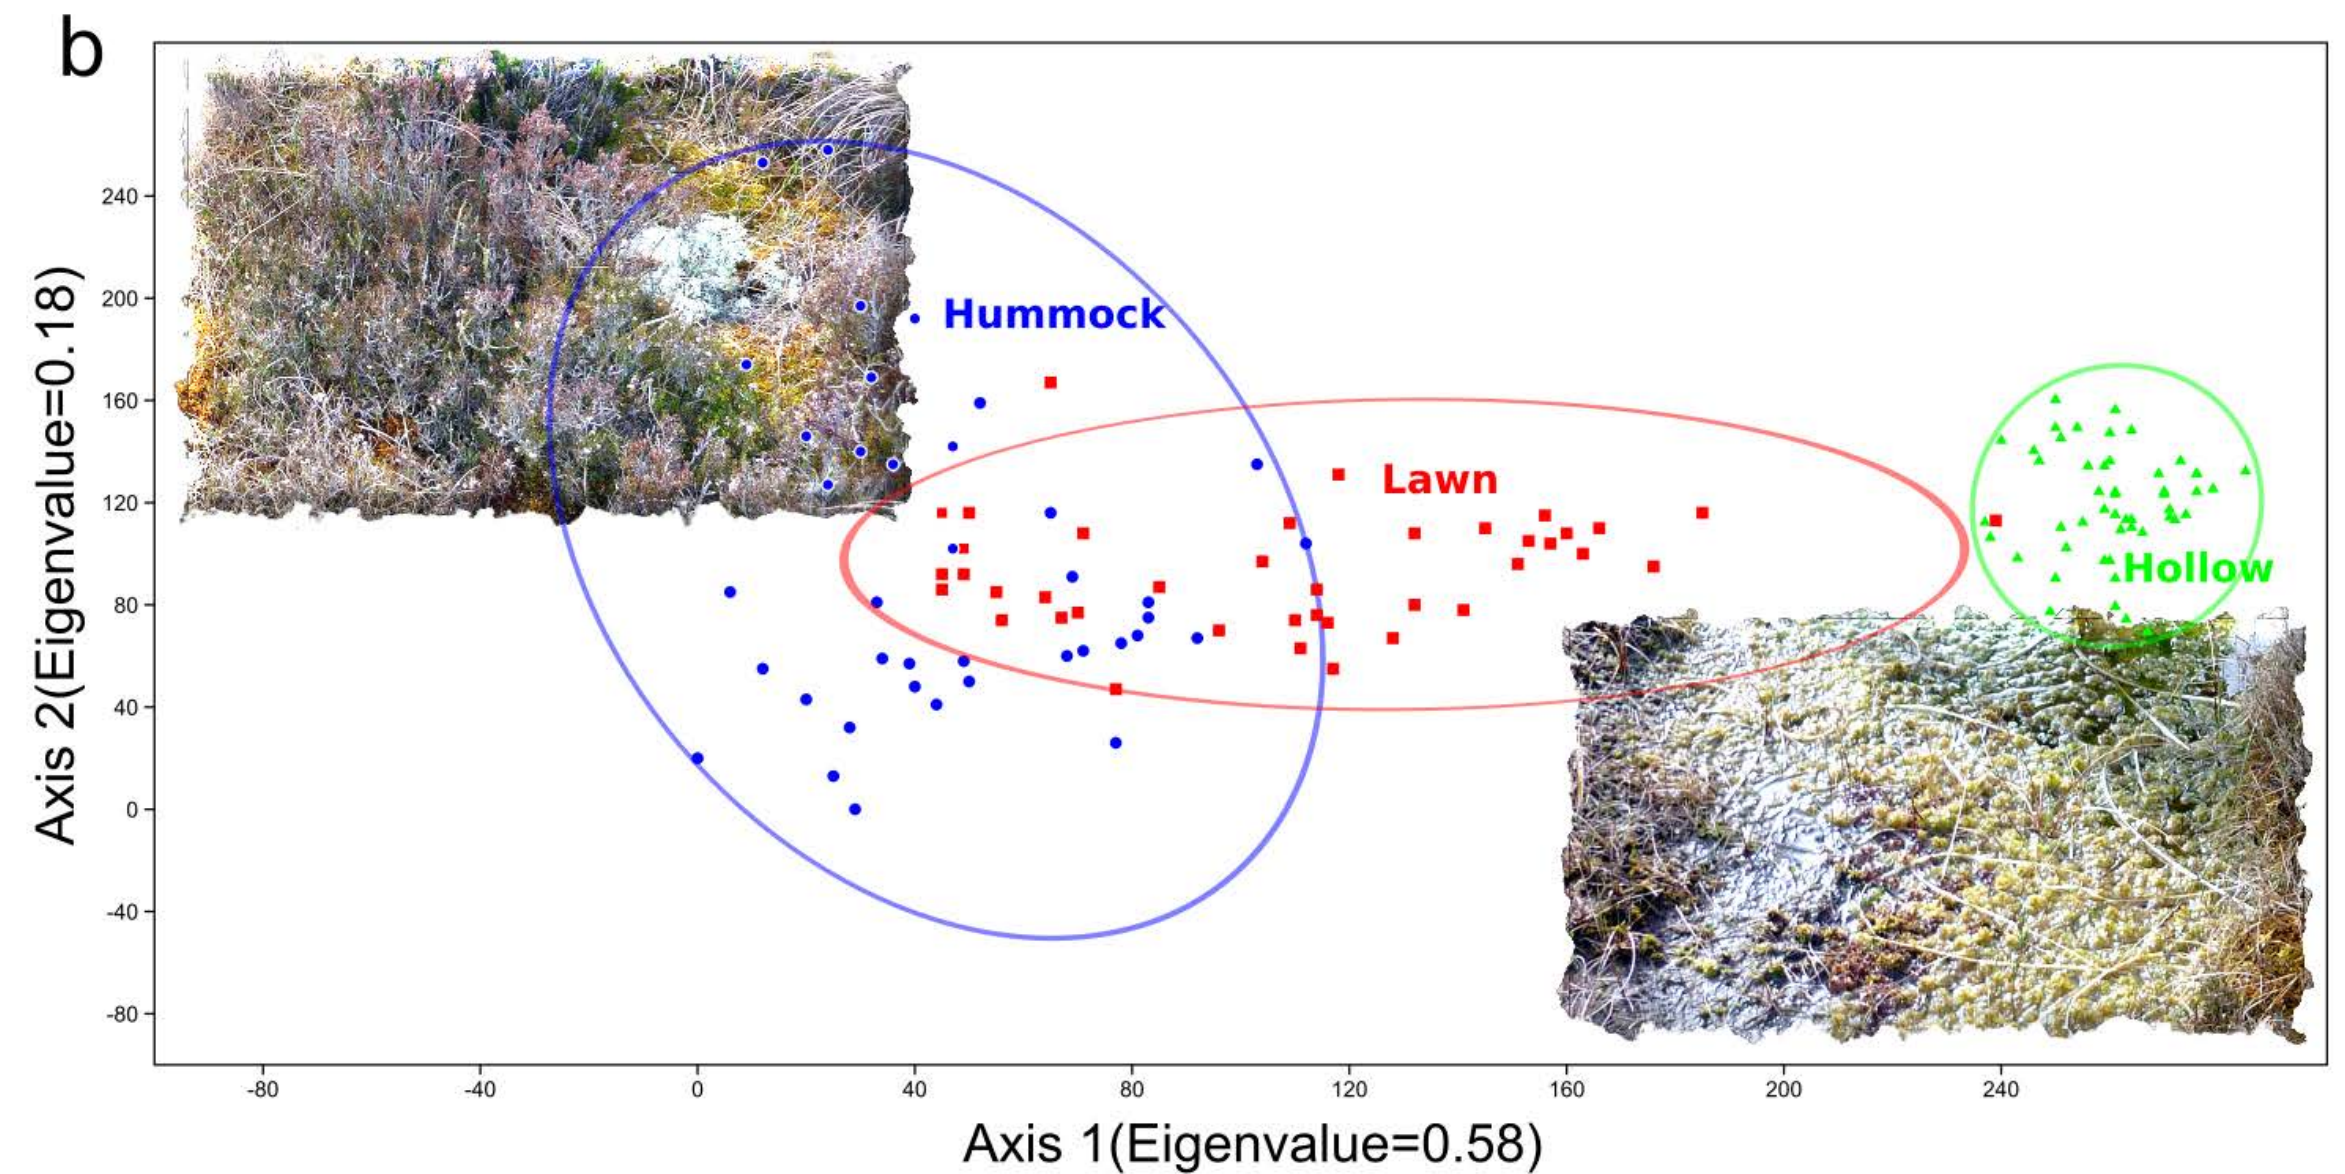 b
Axis 2(Eigenvalue=0.18)
240
200
160
120
80
40
0
-40
-80
Hummock
Lawn
Hollow
-80 -40 0 40 80 120 160 200 240
Axis 1(Eigenvalue=0.58)